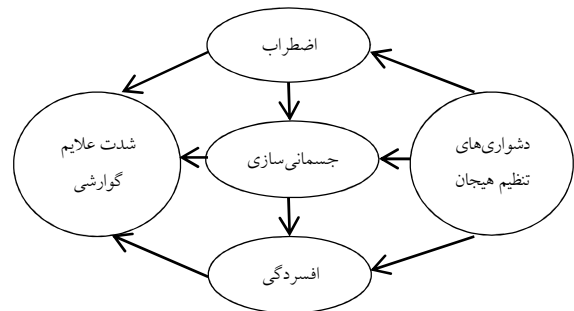 اضطراب
دشواری‌های
تنظیم هیجان
جسمانی‌سازی
شدت علایم
گوارشی
افسردگی